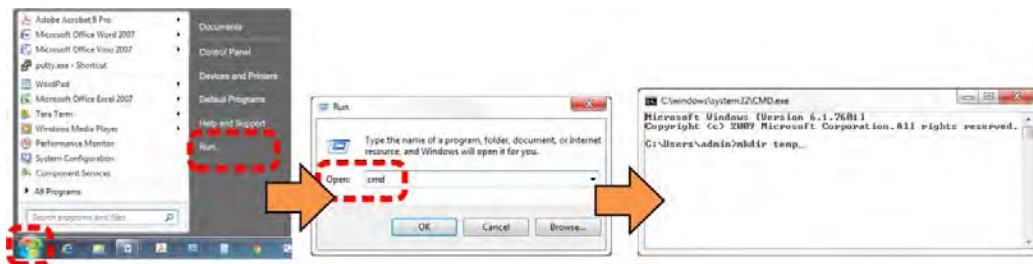 Adobe Acrobat 9 Pro
Microsoft Office Word 2007
Microsoft Office Visio 2007
putty.exe - Shortcut
WordPad
Microsoft Office Excel 2007
Tera Term
Windows Media Player
Performance Monitor
System Configuration
Component Services
All Programs
Search programs and files
Documents
Control Panel
Devices and Printers
Default Programs
Help and Support
Run...
Run
Type the name of a program, folder, document, or Internet
resource, and Windows will open it for you.
Open: cmd
OK Cancel Browse...
C:\windows\system32\CMD.exe
Microsoft Windows [Version 6.1.7601]
Copyright (c) 2009 Microsoft Corporation.All rights reserved.
C:\Users\admin>mkdir temp_